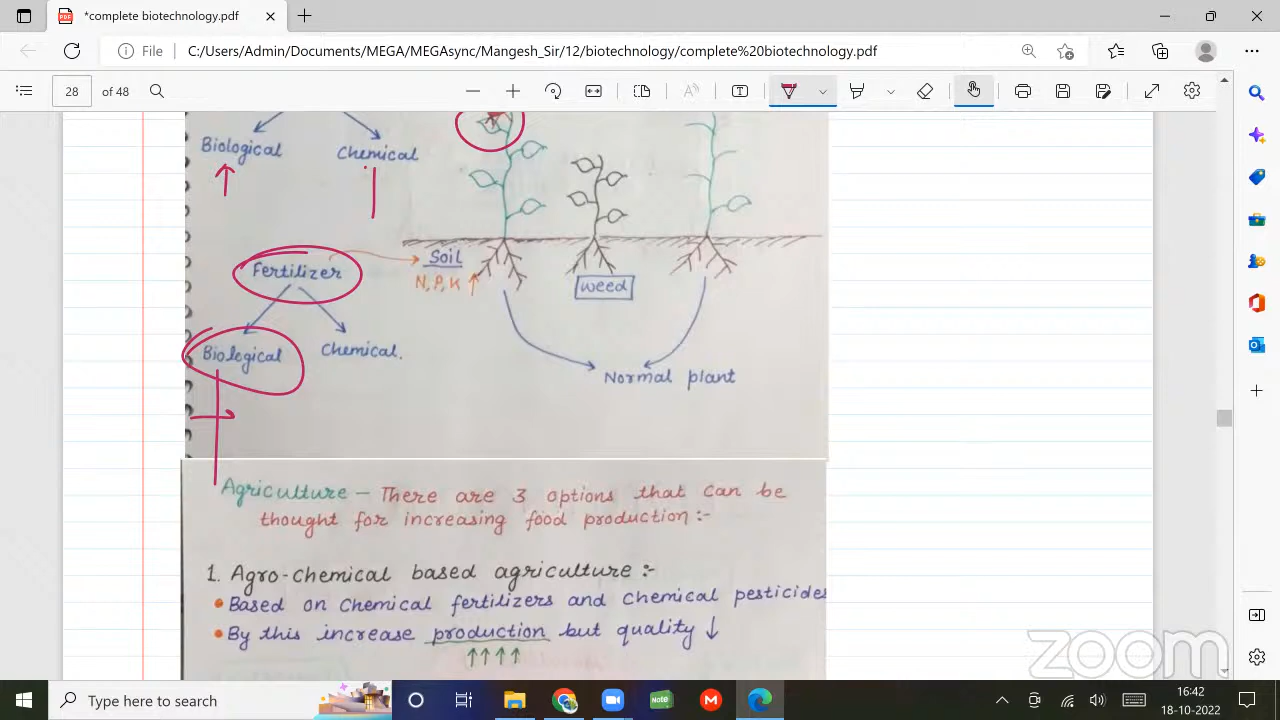 *complete biotechnology.pdf
File
C:/Users/Admin/Documents/MEGA/MEGAsync/Mangesh_Sir/12/biotechnology/complete%20biotechnology.pdf
28 of 48
Biological
Chemical
Fertilizer
Soil
N, P, K ↑
weed
Biological
Chemical.
Normal plant
Agriculture – There are 3 options that can be
thought for increasing food production :-
1. Agro-chemical based agriculture :-
• Based on chemical fertilizers and chemical pesticides
• By this increase production but quality ↓
↑↑↑↑
zoom
Type here to search
Note
16:42
18-10-2022